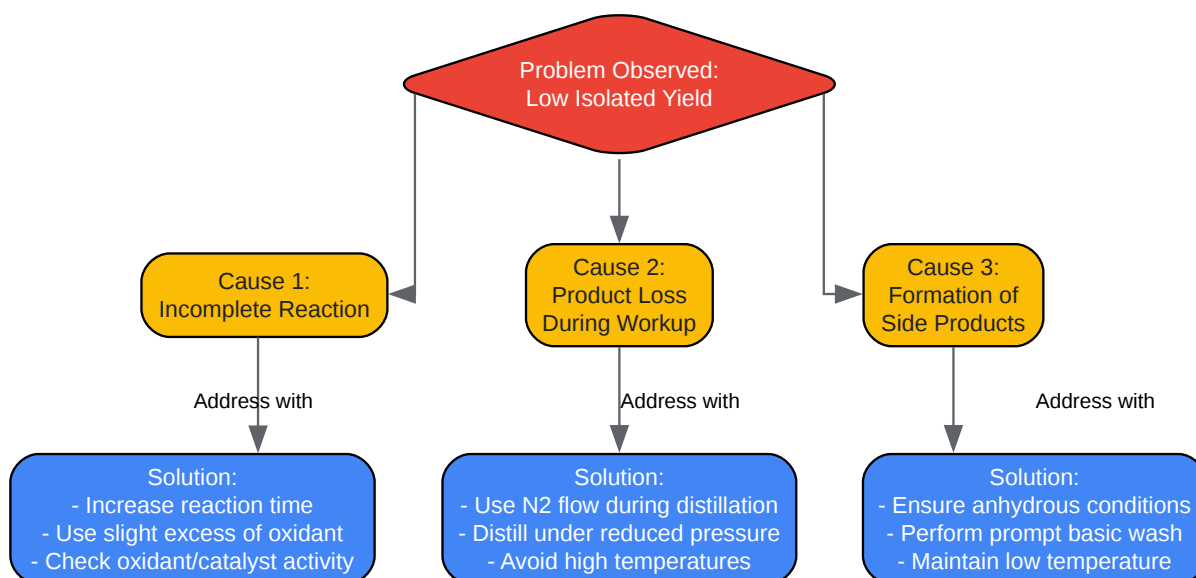 Problem Observed:
Low Isolated Yield
Cause 1:
Incomplete Reaction
Cause 2:
Product Loss
During Workup
Cause 3:
Formation of
Side Products
Address with
Address with
Address with
Solution:
- Increase reaction time
- Use slight excess of oxidant
- Check oxidant/catalyst activity
Solution:
- Use N2 flow during distillation
- Distill under reduced pressure
- Avoid high temperatures
Solution:
- Ensure anhydrous conditions
- Perform prompt basic wash
- Maintain low temperature